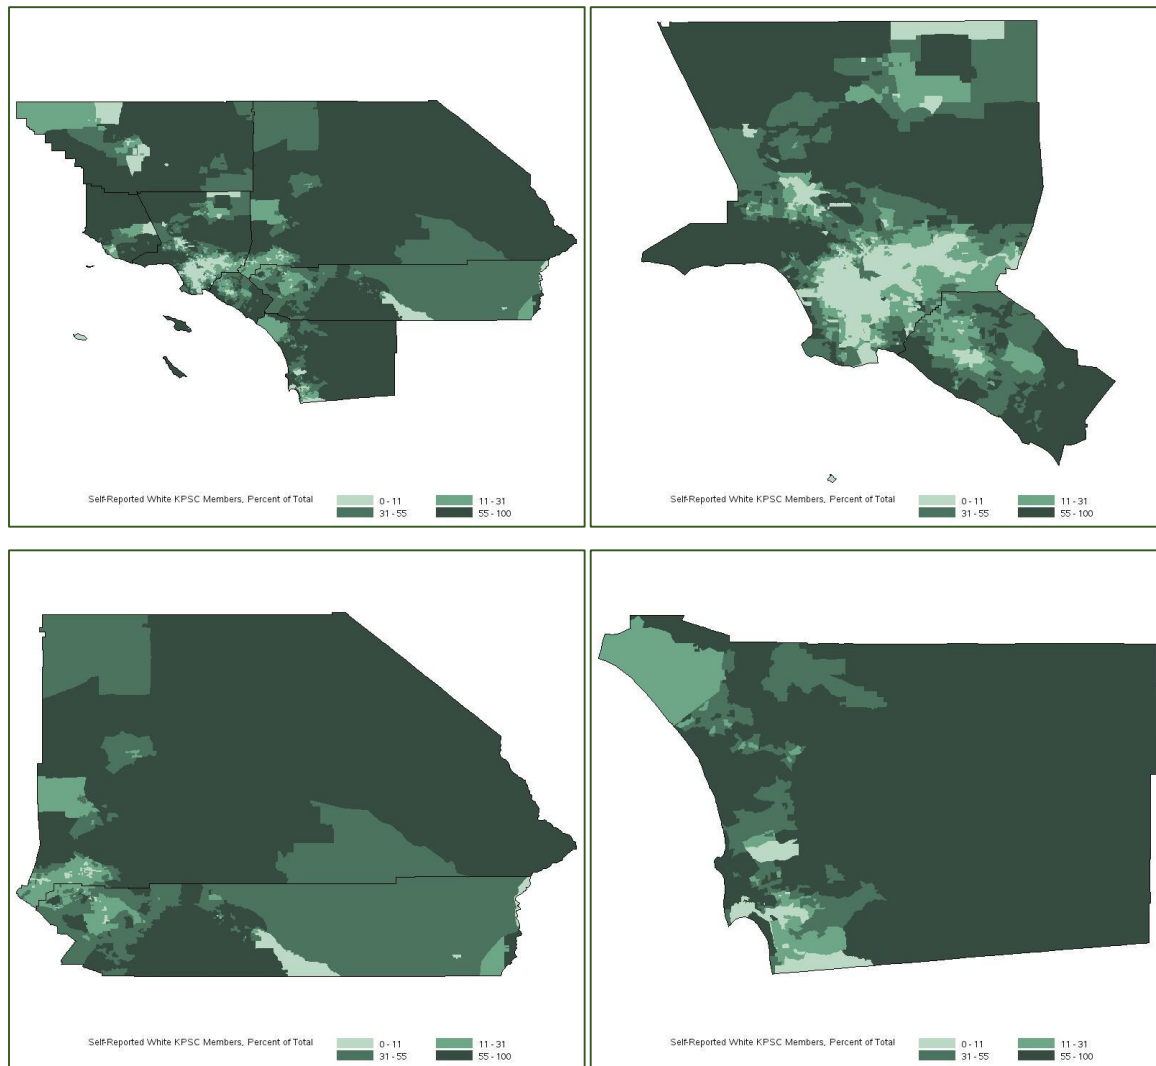 Self-Reported White KPSC Members, Percent of Total 0 - 11 11 - 31
31 - 55 55 - 100
Self-Reported White KPSC Members, Percent of Total 0 - 11 11 - 31
31 - 55 55 - 100
Self-Reported White KPSC Members, Percent of Total 0 - 11 11 - 31
31 - 55 55 - 100
Self-Reported White KPSC Members, Percent of Total 0 - 11 11 - 31
31 - 55 55 - 100